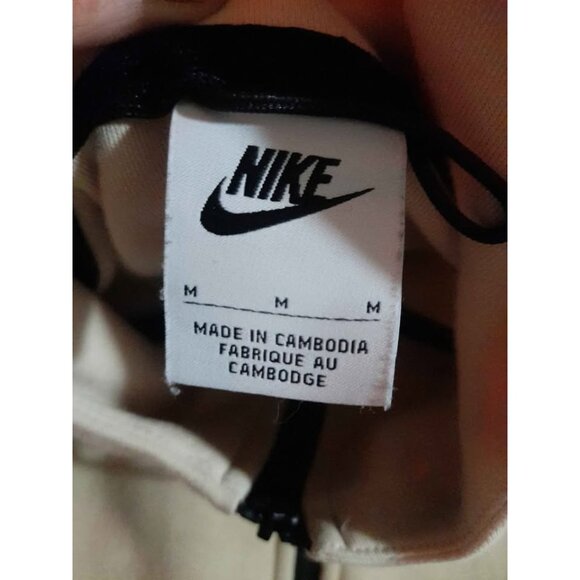 NIKE
M M M
MADE IN CAMBODIA
FABRIQUE AU
CAMBODGE